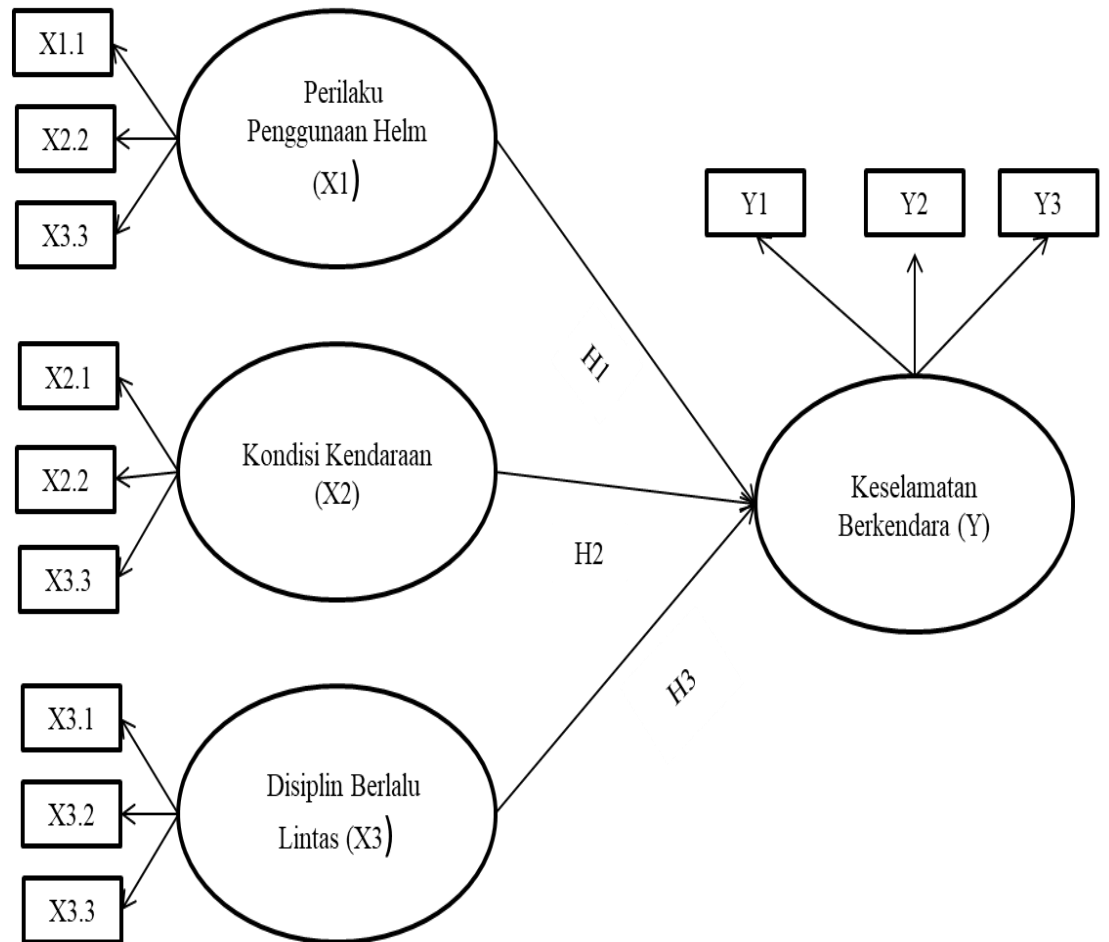 X1.1
X2.2
X3.3
Perilaku
Penggunaan Helm
(X1)
Y1
Y2
Y3
H1
X2.1
X2.2
X3.3
Kondisi Kendaraan
(X2)
H2
Keselamatan
Berkendara (Y)
H3
X3.1
X3.2
X3.3
Disiplin Berlalu
Lintas (X3)